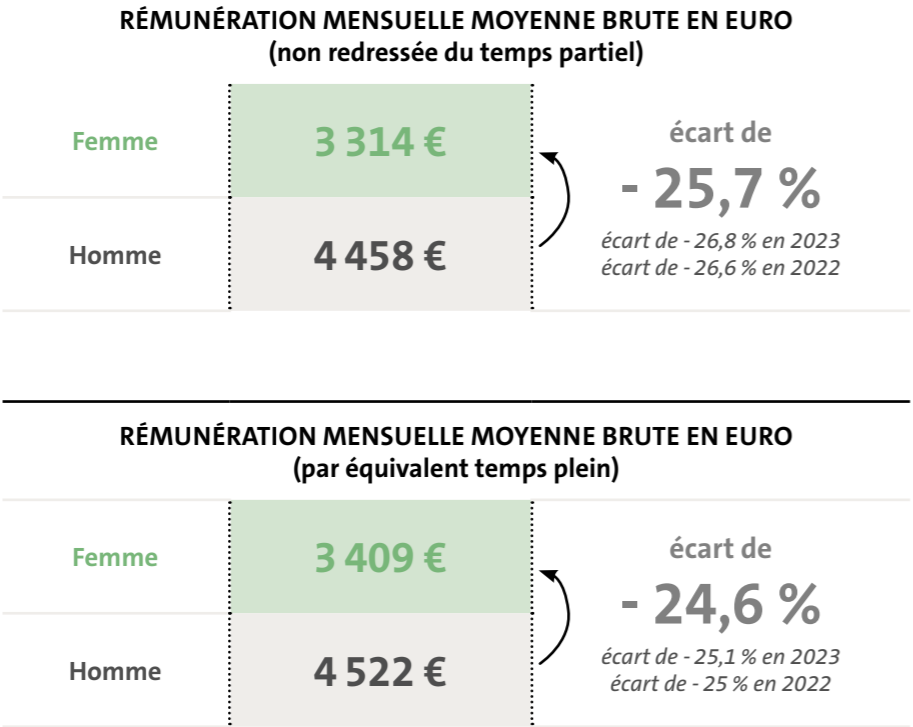 RÉMUNÉRATION MENSUELLE MOYENNE BRUTE EN EURO
(non redressée du temps partiel)
Femme
3 314 €
Homme
4 458 €
écart de
- 25,7 %
écart de - 26,8 % en 2023
écart de - 26,6 % en 2022
RÉMUNÉRATION MENSUELLE MOYENNE BRUTE EN EURO
(par équivalent temps plein)
Femme
3 409 €
Homme
4 522 €
écart de
- 24,6 %
écart de - 25,1 % en 2023
écart de - 25 % en 2022